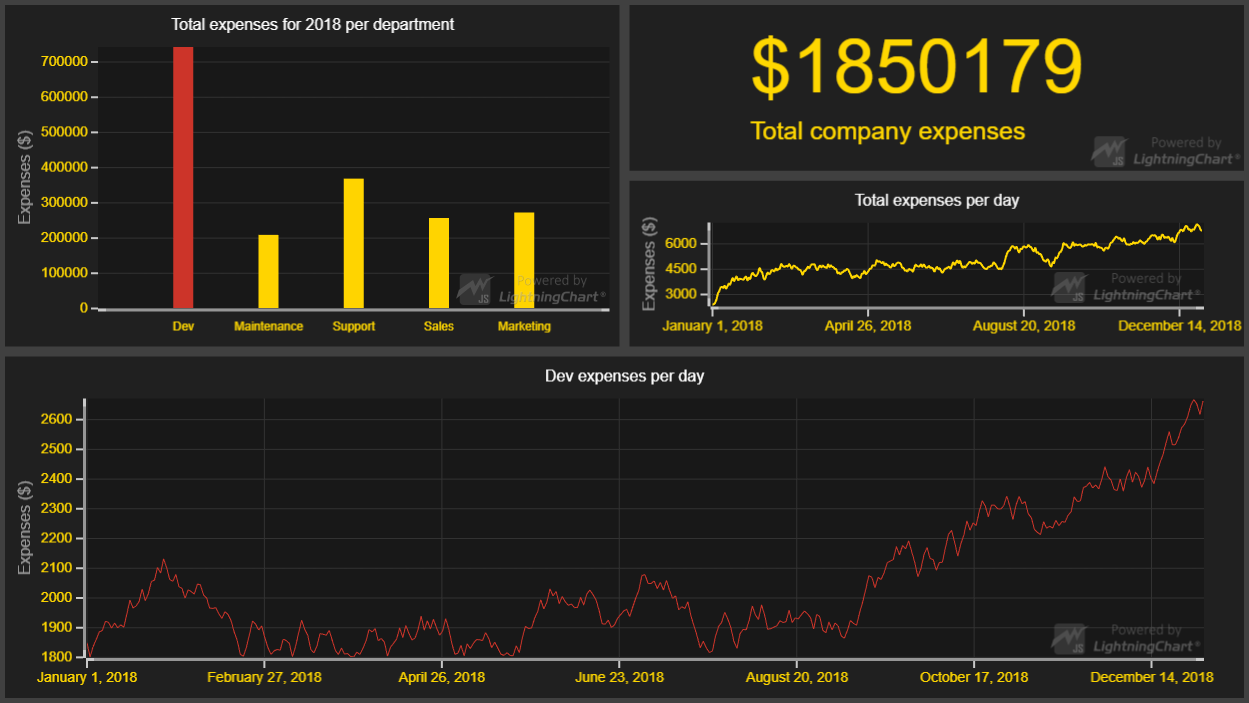 Total expenses for 2018 per department
Expenses ($)
700000
600000
500000
400000
300000
200000
100000
0
Dev Maintenance Support Sales Marketing
Powered by
JS LightningChart®
$1850179
Total company expenses
Powered by
JS LightningChart®
Total expenses per day
Expenses ($)
6000
4500
3000
January 1, 2018 April 26, 2018 August 20, 2018 December 14, 2018
Powered by
JS LightningChart®
Dev expenses per day
Expenses ($)
2600
2500
2400
2300
2200
2100
2000
1900
1800
January 1, 2018 February 27, 2018 April 26, 2018 June 23, 2018 August 20, 2018 October 17, 2018 December 14, 2018
Powered by
JS LightningChart®